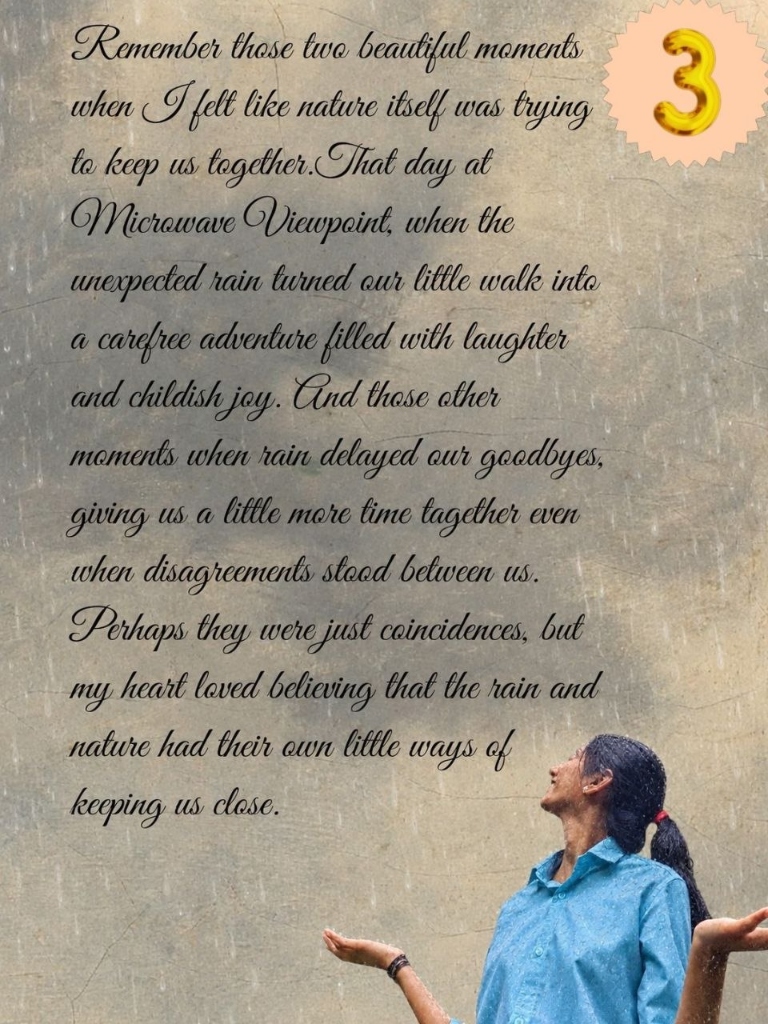 Remember those two beautiful moments
when I felt like nature itself was trying
to keep us together.That day at
Microwave Viewpoint, when the
unexpected rain turned our little walk into
a carefree adventure filled with laughter
and childish joy. And those other
moments when rain delayed our goodbyes,
giving us a little more time tagether even
when disagreements stood between us.
Perhaps they were just coincidences, but
my heart loved believing that the rain and
nature had their own little ways of
keeping us close.
3